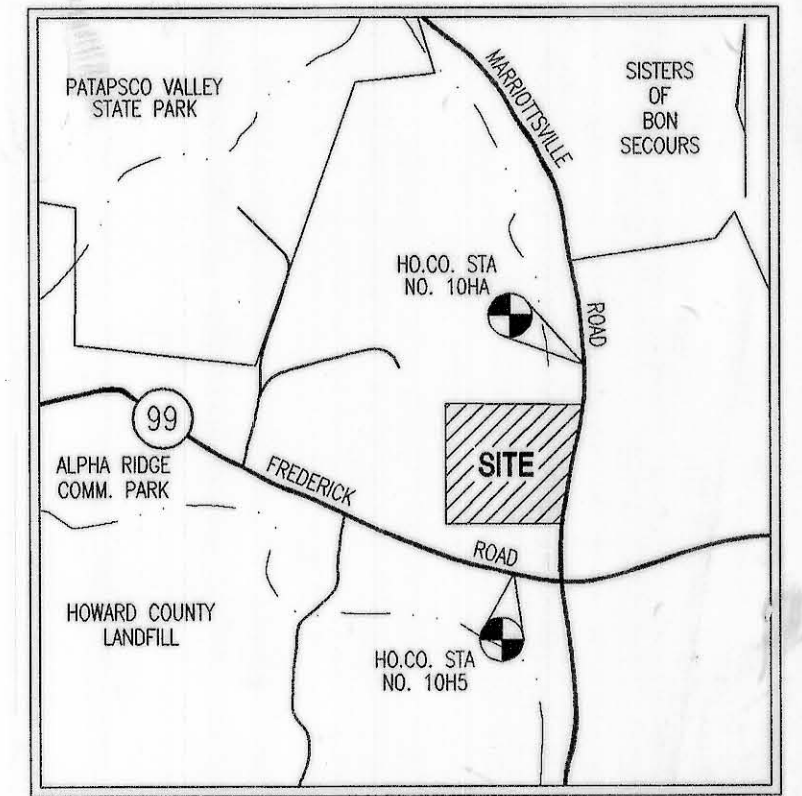 PATAPSCO VALLEY
STATE PARK
MARRIOTTSVILLE
ROAD
SISTERS
OF
BON
SECOURS
HO.CO. STA
NO. 10HA
99
ALPHA RIDGE
COMM. PARK
FREDERICK
ROAD
SITE
HOWARD COUNTY
LANDFILL
HO.CO. STA
NO. 10H5